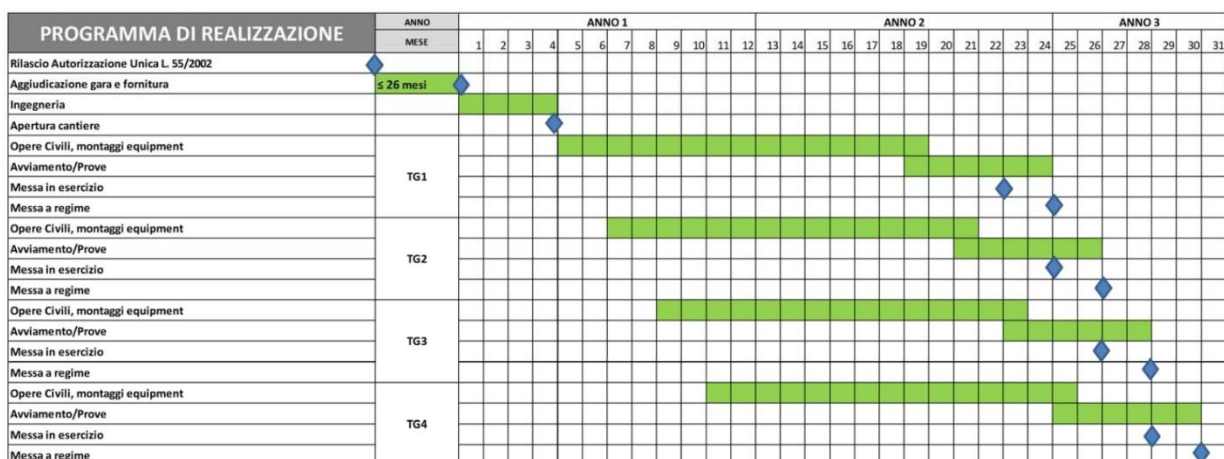 PROGRAMMA DI REALIZZAZIONE ANNO ANNO 1 ANNO 2 ANNO 3
MESE 1 2 3 4 5 6 7 8 9 10 11 12 13 14 15 16 17 18 19 20 21 22 23 24 25 26 27 28 29 30 31
Rilascio Autorizzazione Unica L. 55/2002
Aggiudicazione gara e fornitura ≤ 26 mesi
Ingegneria
Apertura cantiere
Opere Civili, montaggi equipment
Avviamento/Prove
TG1
Messa in esercizio
Messa a regime
Opere Civili, montaggi equipment
Avviamento/Prove
TG2
Messa in esercizio
Messa a regime
Opere Civili, montaggi equipment
Avviamento/Prove
TG3
Messa in esercizio
Messa a regime
Opere Civili, montaggi equipment
Avviamento/Prove
TG4
Messa in esercizio
Messa a regime